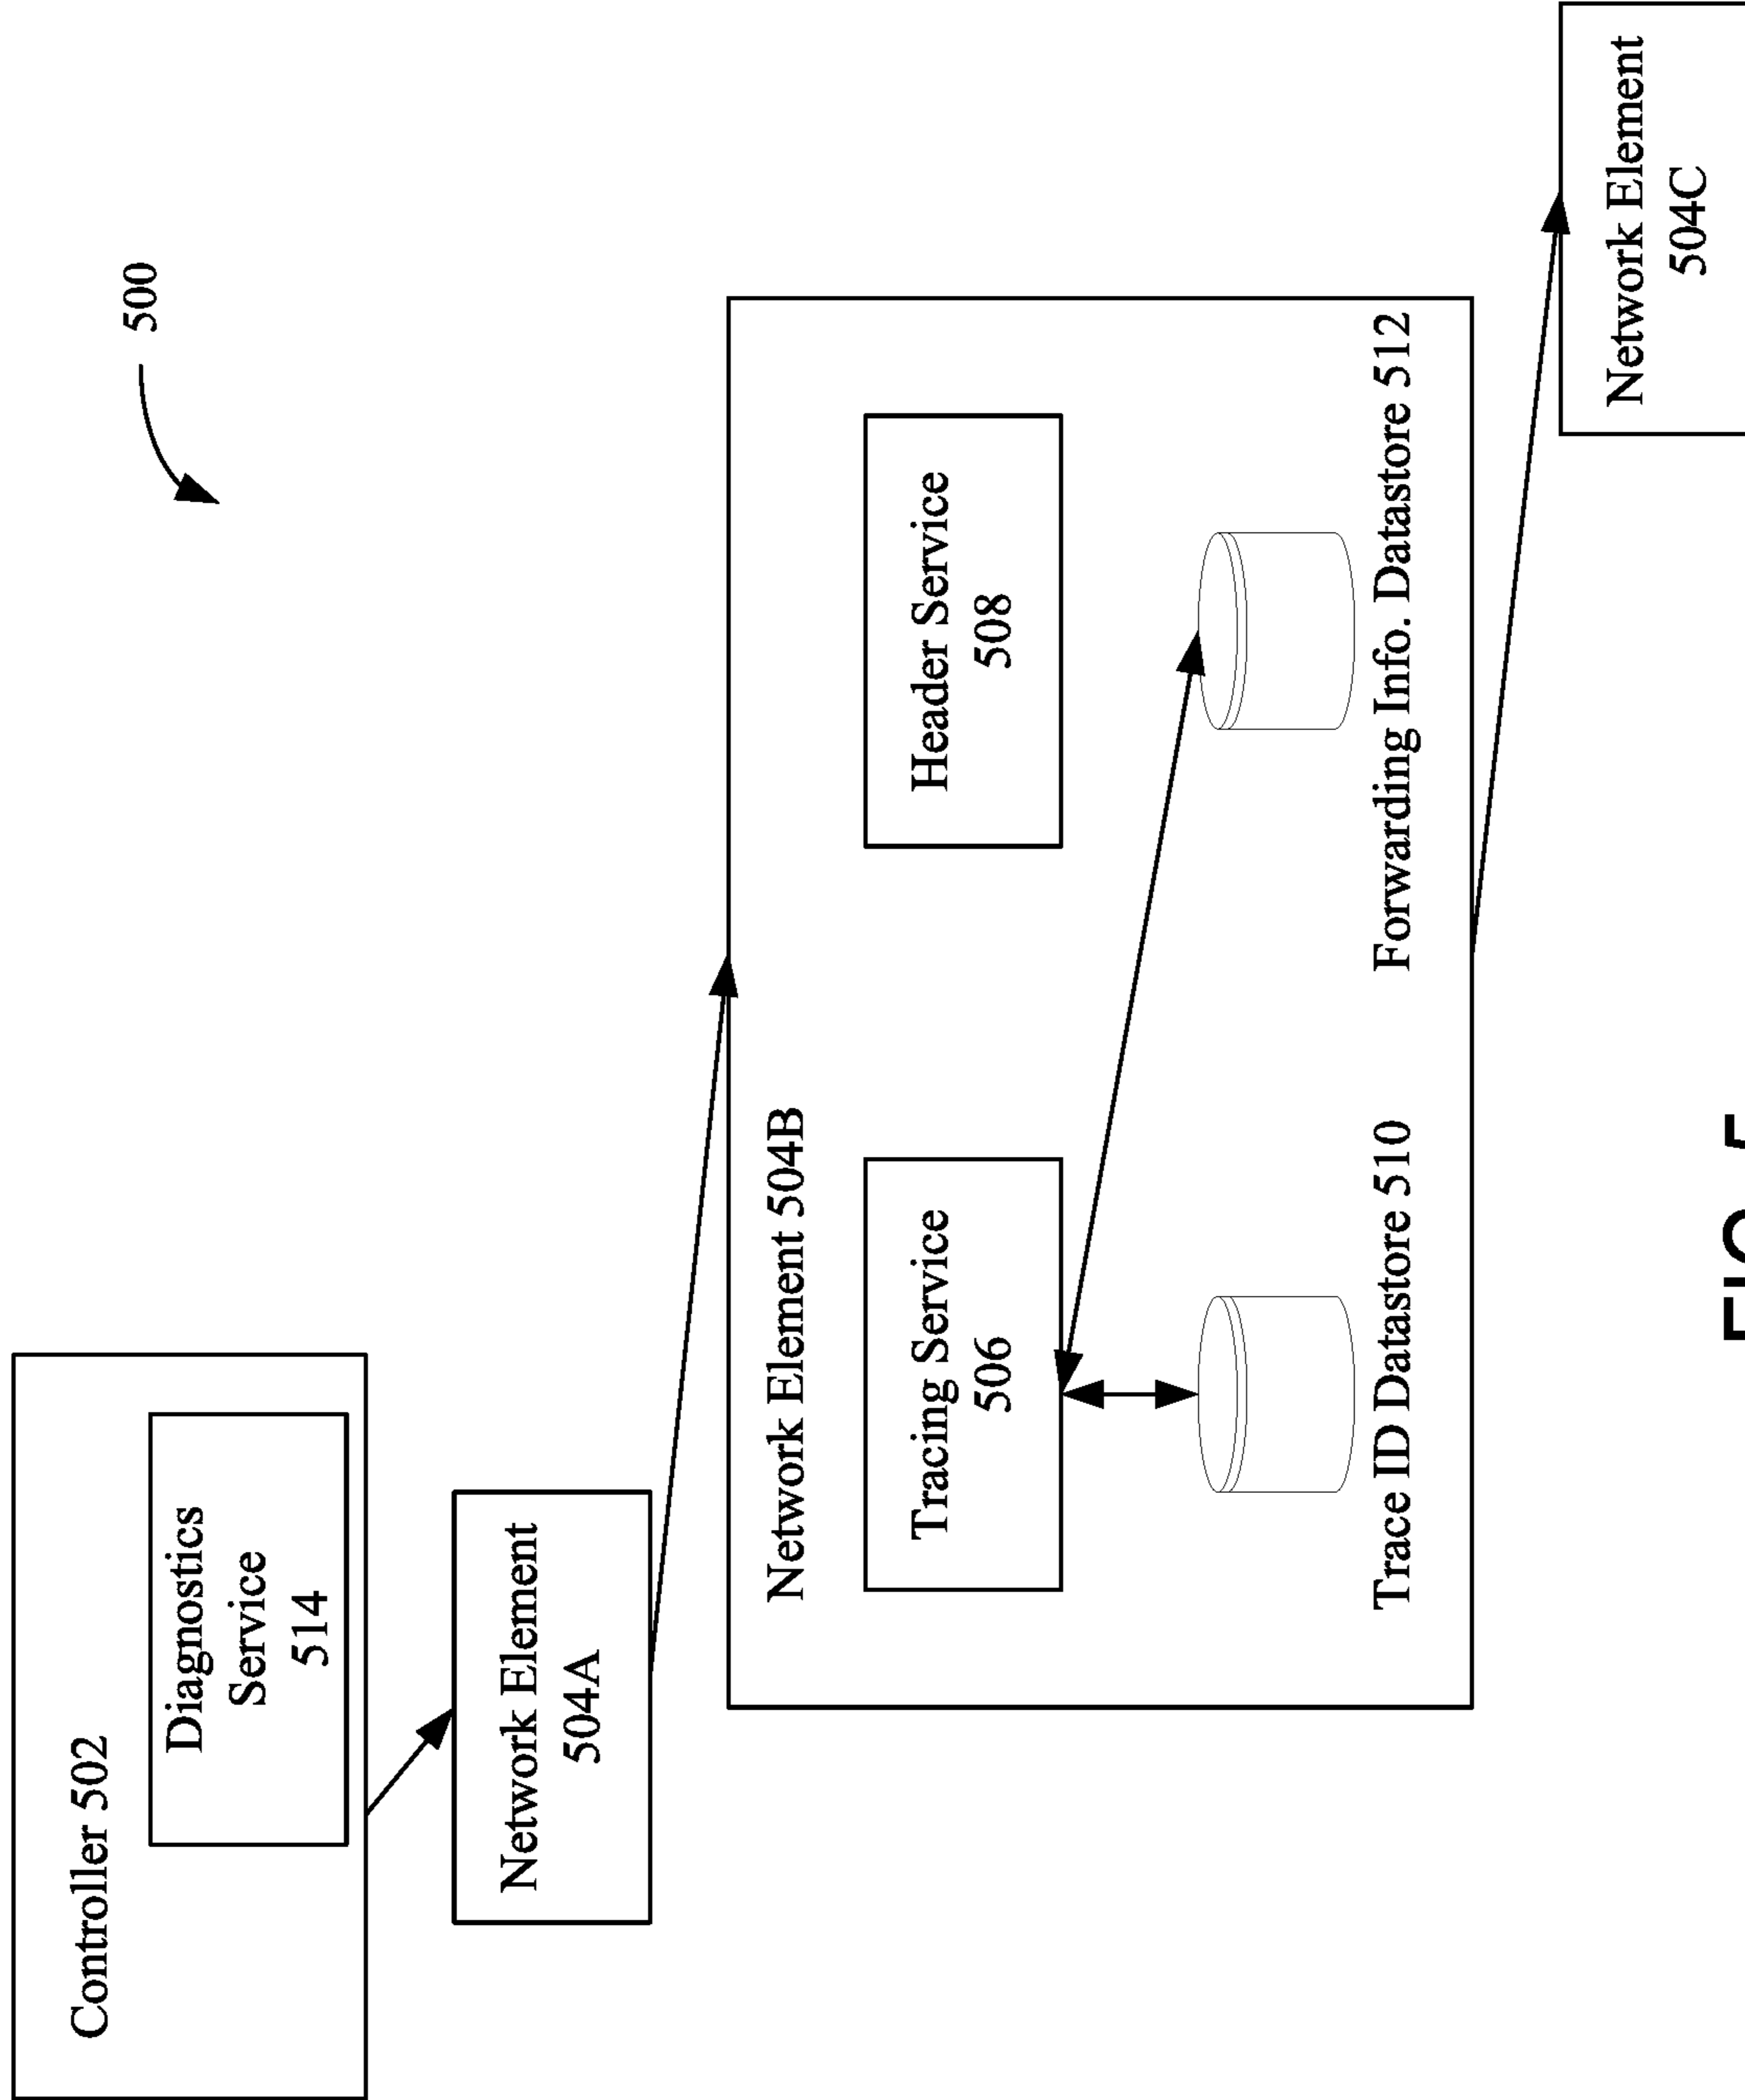 500
Controller 502
Diagnostics
Service
514
Network Element
504A
Network Element 504B
Tracing Service
506
Header Service
508
Trace ID Datastore 510
Forwarding Info. Datastore 512
Network Element
504C